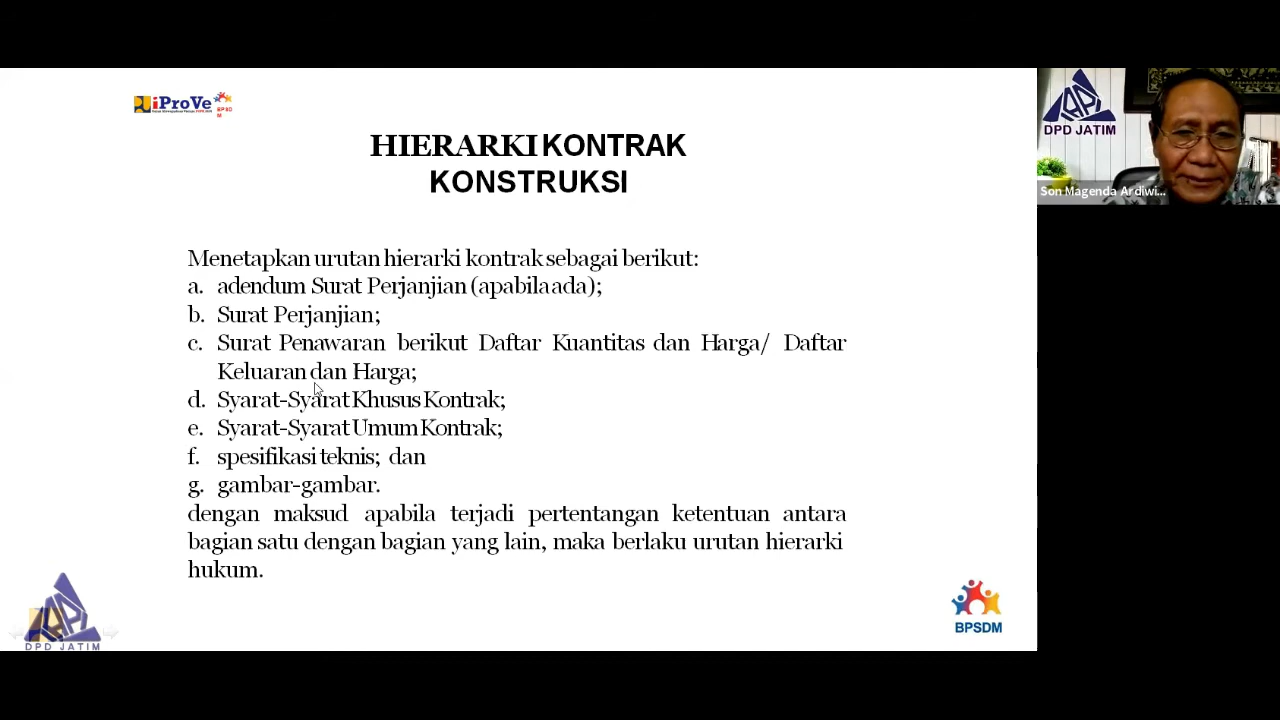 iProVe
BPSD
M
HIERARKI KONTRAK
KONSTRUKSI
Menetapkan urutan hierarki kontrak sebagai berikut:
a. adendum Surat Perjanjian (apabila ada);
b. Surat Perjanjian;
c. Surat Penawaran berikut Daftar Kuantitas dan Harga/ Daftar
Keluaran dan Harga;
d. Syarat-Syarat Khusus Kontrak;
e. Syarat-Syarat Umum Kontrak;
f. spesifikasi teknis; dan
g. gambar-gambar.
dengan maksud apabila terjadi pertentangan ketentuan antara
bagian satu dengan bagian yang lain, maka berlaku urutan hierarki
hukum.
DPD JATIM
BPSDM
DPD JATIM
Son Magenda Ardiwi...